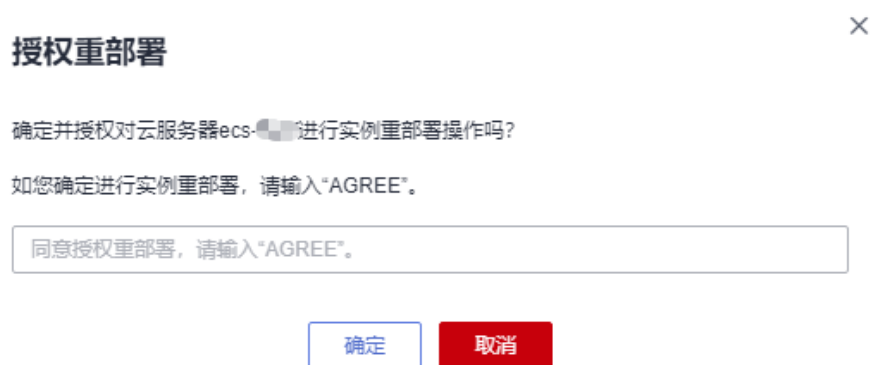 授权重部署
确定并授权对云服务器ecs-进行实例重部署操作吗？
如您确定进行实例重部署，请输入“AGREE”。
同意授权重部署，请输入“AGREE”。
确定 取消